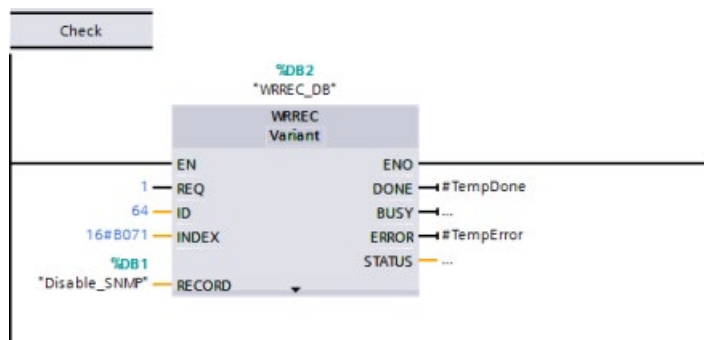 Check
%DB2
"WRREC_DB"
WRREC
Variant
EN ENO
1 REQ DONE #TempDone
64 ID BUSY ...
16#B071 INDEX ERROR #TempError
%DB1 STATUS ...
"Disable_SNMP" RECORD